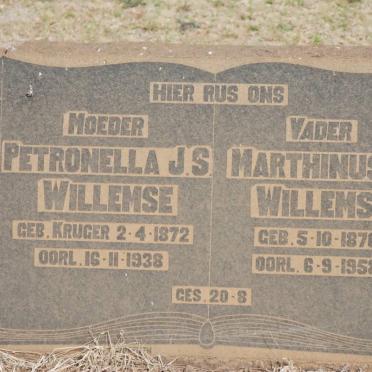 HIER RUS ONS
MOEDER
PETRONELLA J.S
WILLEMSE
GEB. KRUGER 2-4-1872
OORL. 16-11-1938
VADER
MARTHINUS
WILLEMS
GEB. 5-10-187
OORL. 6-9-1958
GES. 20-8